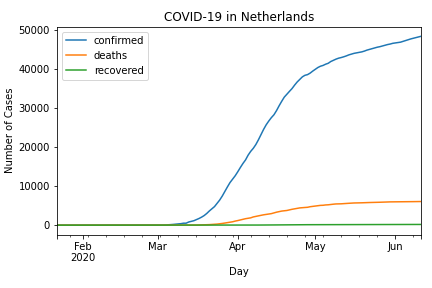 COVID-19 in Netherlands
confirmed
deaths
recovered
Number of Cases
50000
40000
30000
20000
10000
0
Feb
2020
Mar
Apr
May
Jun
Day